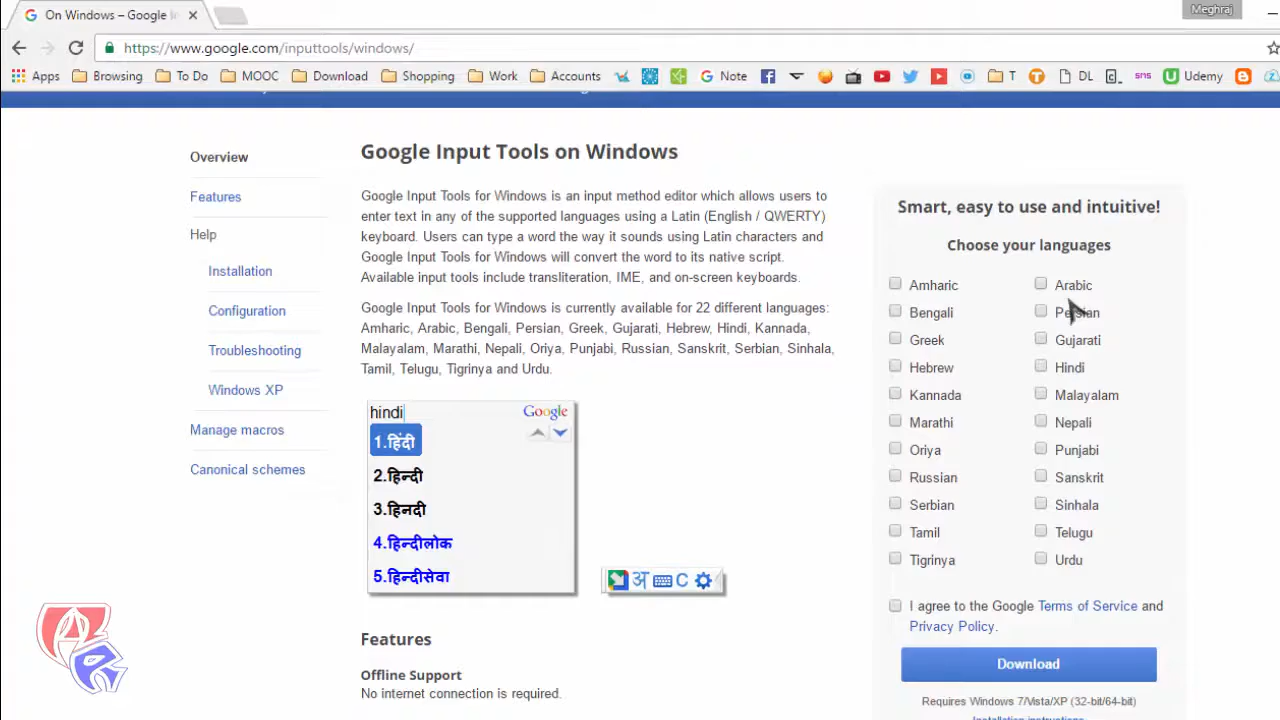 Meghraj
On Windows – Google In
https://www.google.com/inputtools/windows/
Apps Browsing To Do MOOC Download Shopping Work Accounts Note T DL sns Udemy
Overview
Features
Help
Installation
Configuration
Troubleshooting
Windows XP
Manage macros
Canonical schemes
Google Input Tools on Windows
Google Input Tools for Windows is an input method editor which allows users to
enter text in any of the supported languages using a Latin (English / QWERTY)
keyboard. Users can type a word the way it sounds using Latin characters and
Google Input Tools for Windows will convert the word to its native script.
Available input tools include transliteration, IME, and on-screen keyboards.
Google Input Tools for Windows is currently available for 22 different languages:
Amharic, Arabic, Bengali, Persian, Greek, Gujarati, Hebrew, Hindi, Kannada,
Malayalam, Marathi, Nepali, Oriya, Punjabi, Russian, Sanskrit, Serbian, Sinhala,
Tamil, Telugu, Tigrinya and Urdu.
hindi Google
1.हिंदी
2.हिन्दी
3.हिनदी
4.हिन्दीलोक
5.हिन्दीसेवा
अ C
Features
Offline Support
No internet connection is required.
Smart, easy to use and intuitive!
Choose your languages
Amharic Arabic
Bengali Persian
Greek Gujarati
Hebrew Hindi
Kannada Malayalam
Marathi Nepali
Oriya Punjabi
Russian Sanskrit
Serbian Sinhala
Tamil Telugu
Tigrinya Urdu
I agree to the Google Terms of Service and
Privacy Policy.
Download
Requires Windows 7/Vista/XP (32-bit/64-bit)
Installation instructions